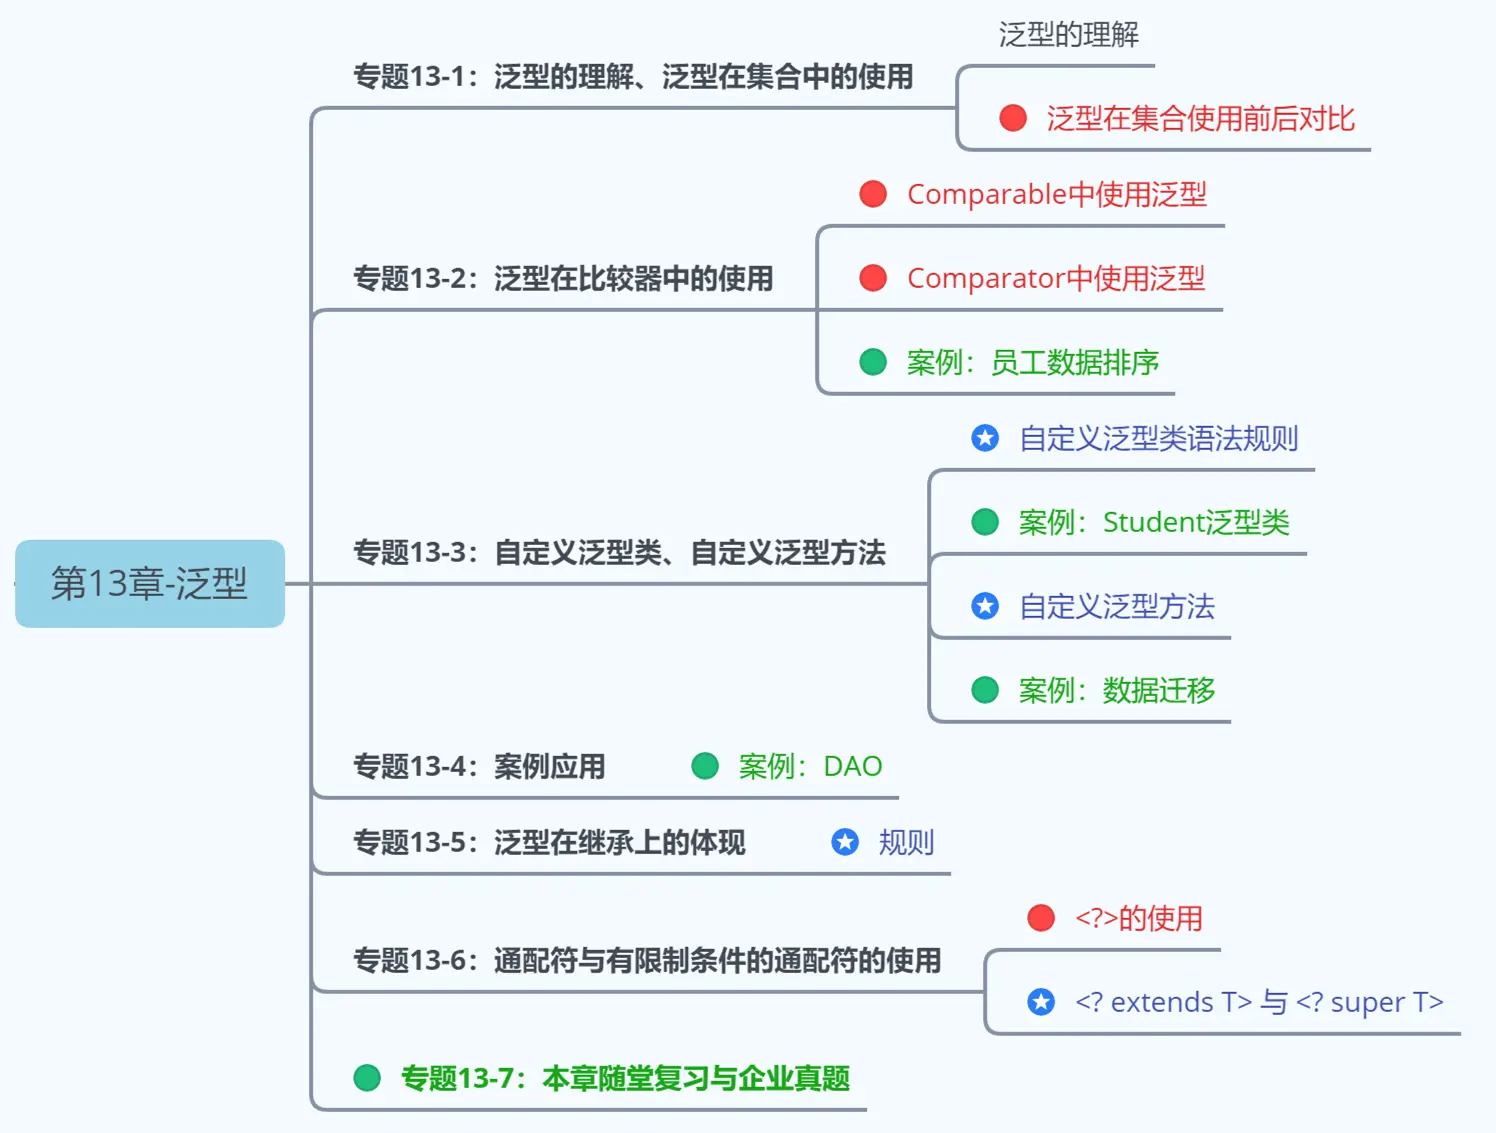 第13章-泛型
专题13-1：泛型的理解、泛型在集合中的使用
泛型的理解
泛型在集合使用前后对比
专题13-2：泛型在比较器中的使用
Comparable中使用泛型
Comparator中使用泛型
案例：员工数据排序
专题13-3：自定义泛型类、自定义泛型方法
自定义泛型类语法规则
案例：Student泛型类
自定义泛型方法
案例：数据迁移
专题13-4：案例应用
案例：DAO
专题13-5：泛型在继承上的体现
规则
专题13-6：通配符与有限制条件的通配符的使用
<?>的使用
<? extends T> 与 <? super T>
专题13-7：本章随堂复习与企业真题